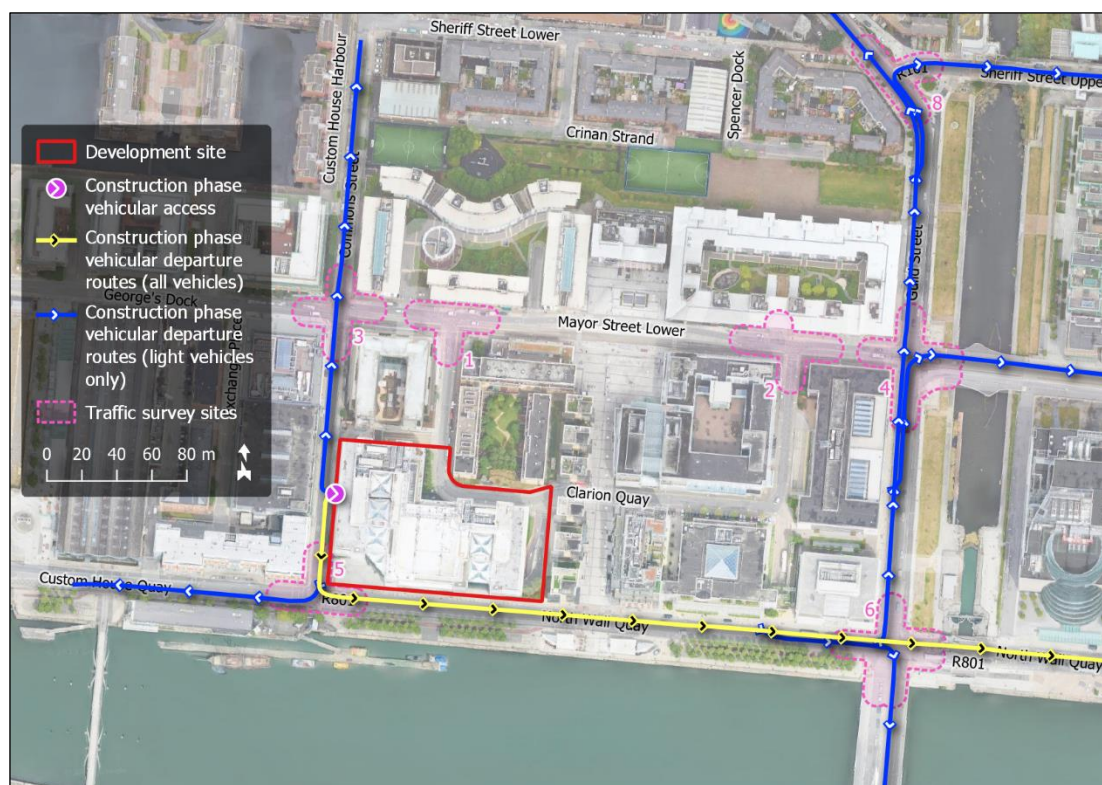 Sheriff Street Lower
Custom House Harbour
Spencer Dock
R101
Sheriff Street Upper
8
Crinan Strand
Development site
Construction phase
vehicular access
Construction phase
vehicular departure
routes (all vehicles)
Construction phase
vehicular departure
routes (light vehicles
only)
Traffic survey sites
0 20 40 60 80 m
Commons Street
Guild Street
George's Dock
Mayor Street Lower
3
1
2
4
Exchange Place
Clarion Quay
Custom House Quay
5
R801
North Wall Quay
6
R801
North Wall Quay